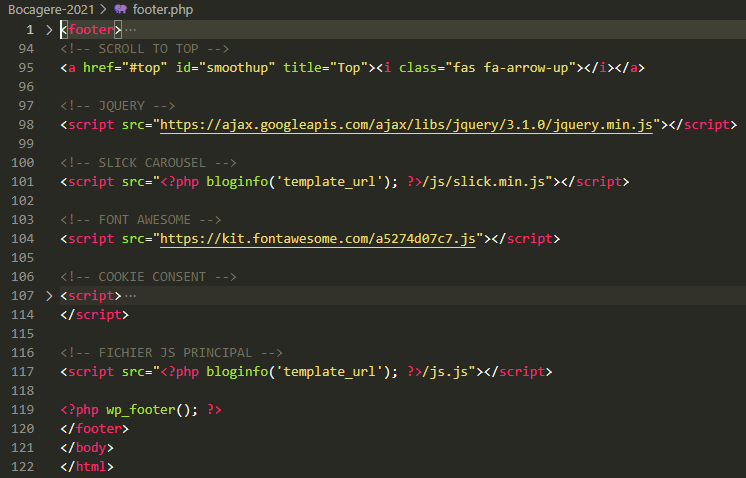 Bocagere-2021 > footer.php
1 > <footer> ···
94 <!-- SCROLL TO TOP -->
95 <a href="#top" id="smoothup" title="Top"><i class="fas fa-arrow-up"></i></a>
96
97 <!-- JQUERY -->
98 <script src="https://ajax.googleapis.com/ajax/libs/jquery/3.1.0/jquery.min.js"></script>
99
100 <!-- SLICK CAROUSEL -->
101 <script src="<?php bloginfo('template_url'); ?>/js/slick.min.js"></script>
102
103 <!-- FONT AWESOME -->
104 <script src="https://kit.fontawesome.com/a5274d07c7.js"></script>
105
106 <!-- COOKIE CONSENT -->
107 > <script> ···
114 </script>
115
116 <!-- FICHIER JS PRINCIPAL -->
117 <script src="<?php bloginfo('template_url'); ?>/js.js"></script>
118
119 <?php wp_footer(); ?>
120 </footer>
121 </body>
122 </html>